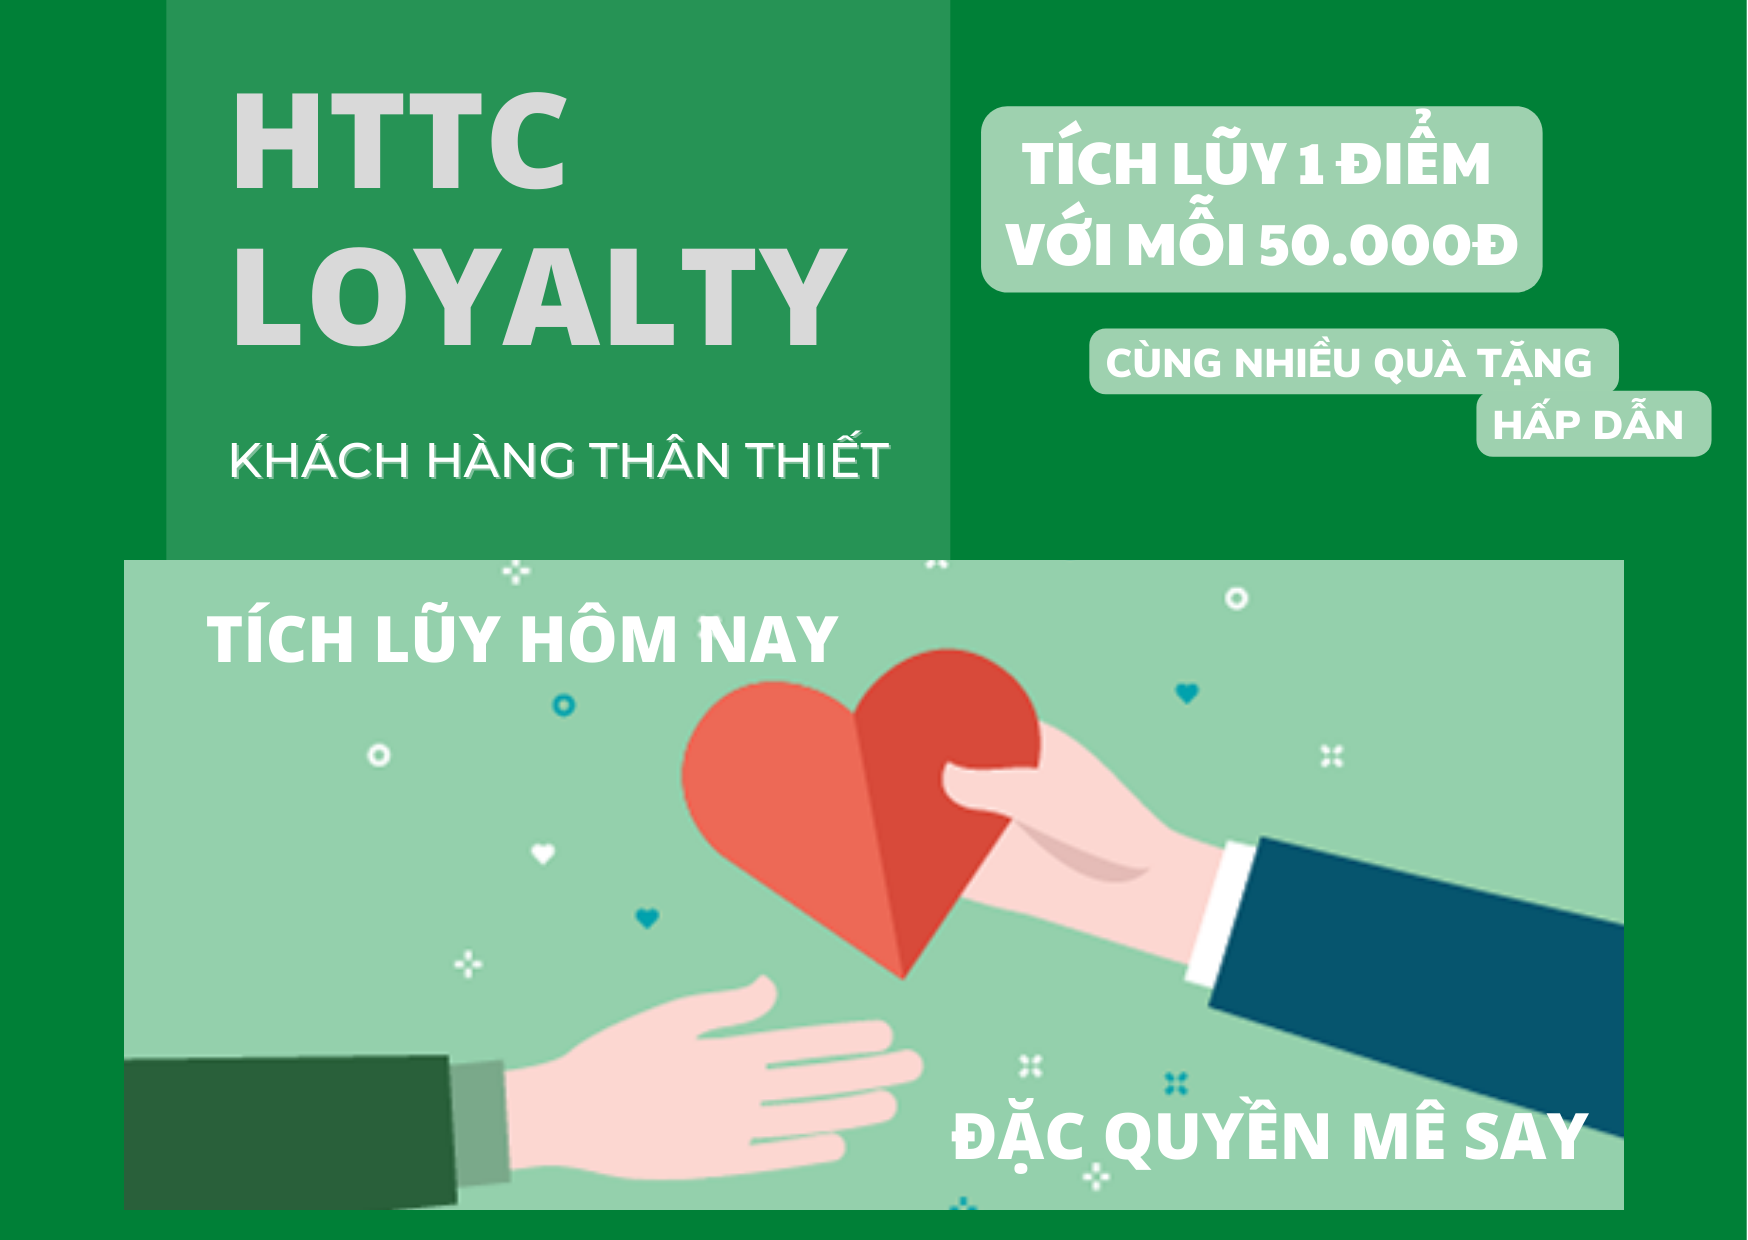 HTTC
LOYALTY
KHÁCH HÀNG THÂN THIẾT
TÍCH LŨY 1 ĐIỂM
VỚI MỖI 50.000Đ
CÙNG NHIỀU QUÀ TẶNG
HẤP DẪN
TÍCH LŨY HÔM NAY
ĐẶC QUYỀN MÊ SAY